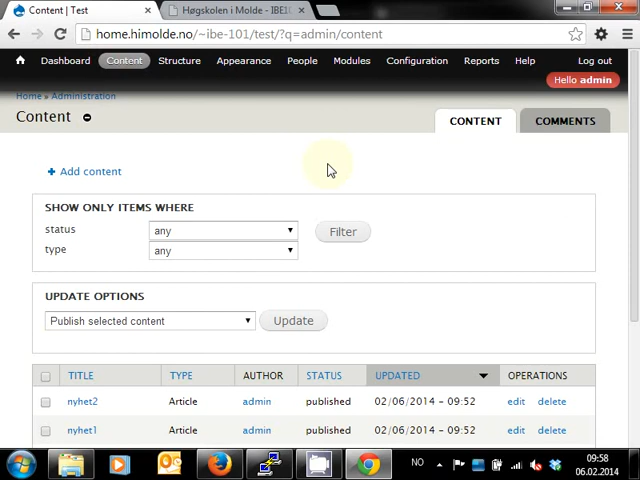 Content | Test
Høgskolen i Molde - IBE10
home.himolde.no/~ibe-101/test/?q=admin/content
Dashboard Content Structure Appearance People Modules Configuration Reports Help Log out
Hello admin
Home » Administration
Content
CONTENT COMMENTS
Add content
SHOW ONLY ITEMS WHERE
status any Filter
type any
UPDATE OPTIONS
Publish selected content Update
TITLE TYPE AUTHOR STATUS UPDATED OPERATIONS
nyhet2 Article admin published 02/06/2014 - 09:52 edit delete
nyhet1 Article admin published 02/06/2014 - 09:52 edit delete
NO 09:58
06.02.2014